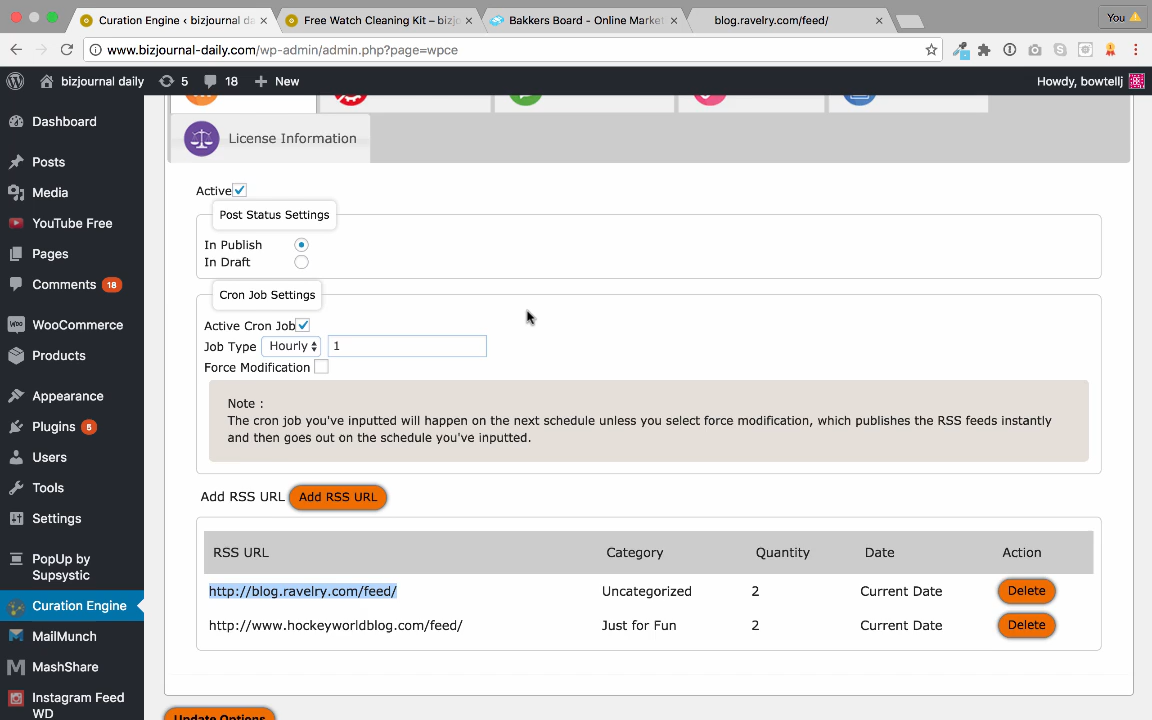 Curation Engine ‹ bizjournal da
Free Watch Cleaning Kit – bizjo
Bakkers Board - Online Market
blog.ravelry.com/feed/
You
www.bizjournal-daily.com/wp-admin/admin.php?page=wpce
bizjournal daily
5
18
New
Howdy, bowtellj
Dashboard
Posts
Media
YouTube Free
Pages
Comments 18
WooCommerce
Products
Appearance
Plugins 5
Users
Tools
Settings
PopUp by
Supsystic
Curation Engine
MailMunch
MashShare
Instagram Feed
WD
License Information
Active
Post Status Settings
In Publish
In Draft
Cron Job Settings
Active Cron Job
Job Type Hourly 1
Force Modification
Note :
The cron job you've inputted will happen on the next schedule unless you select force modification, which publishes the RSS feeds instantly
and then goes out on the schedule you've inputted.
Add RSS URL Add RSS URL
RSS URL Category Quantity Date Action
http://blog.ravelry.com/feed/ Uncategorized 2 Current Date Delete
http://www.hockeyworldblog.com/feed/ Just for Fun 2 Current Date Delete
Update Options